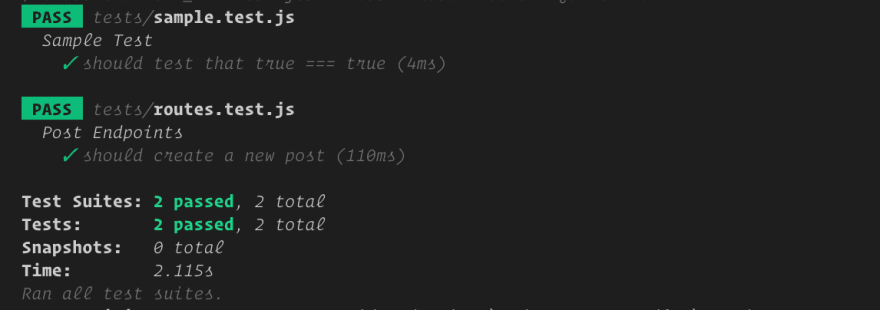 PASS tests/sample.test.js
Sample Test
✓ should test that true === true (4ms)
PASS tests/routes.test.js
Post Endpoints
✓ should create a new post (110ms)
Test Suites: 2 passed, 2 total
Tests: 2 passed, 2 total
Snapshots: 0 total
Time: 2.115s
Ran all test suites.